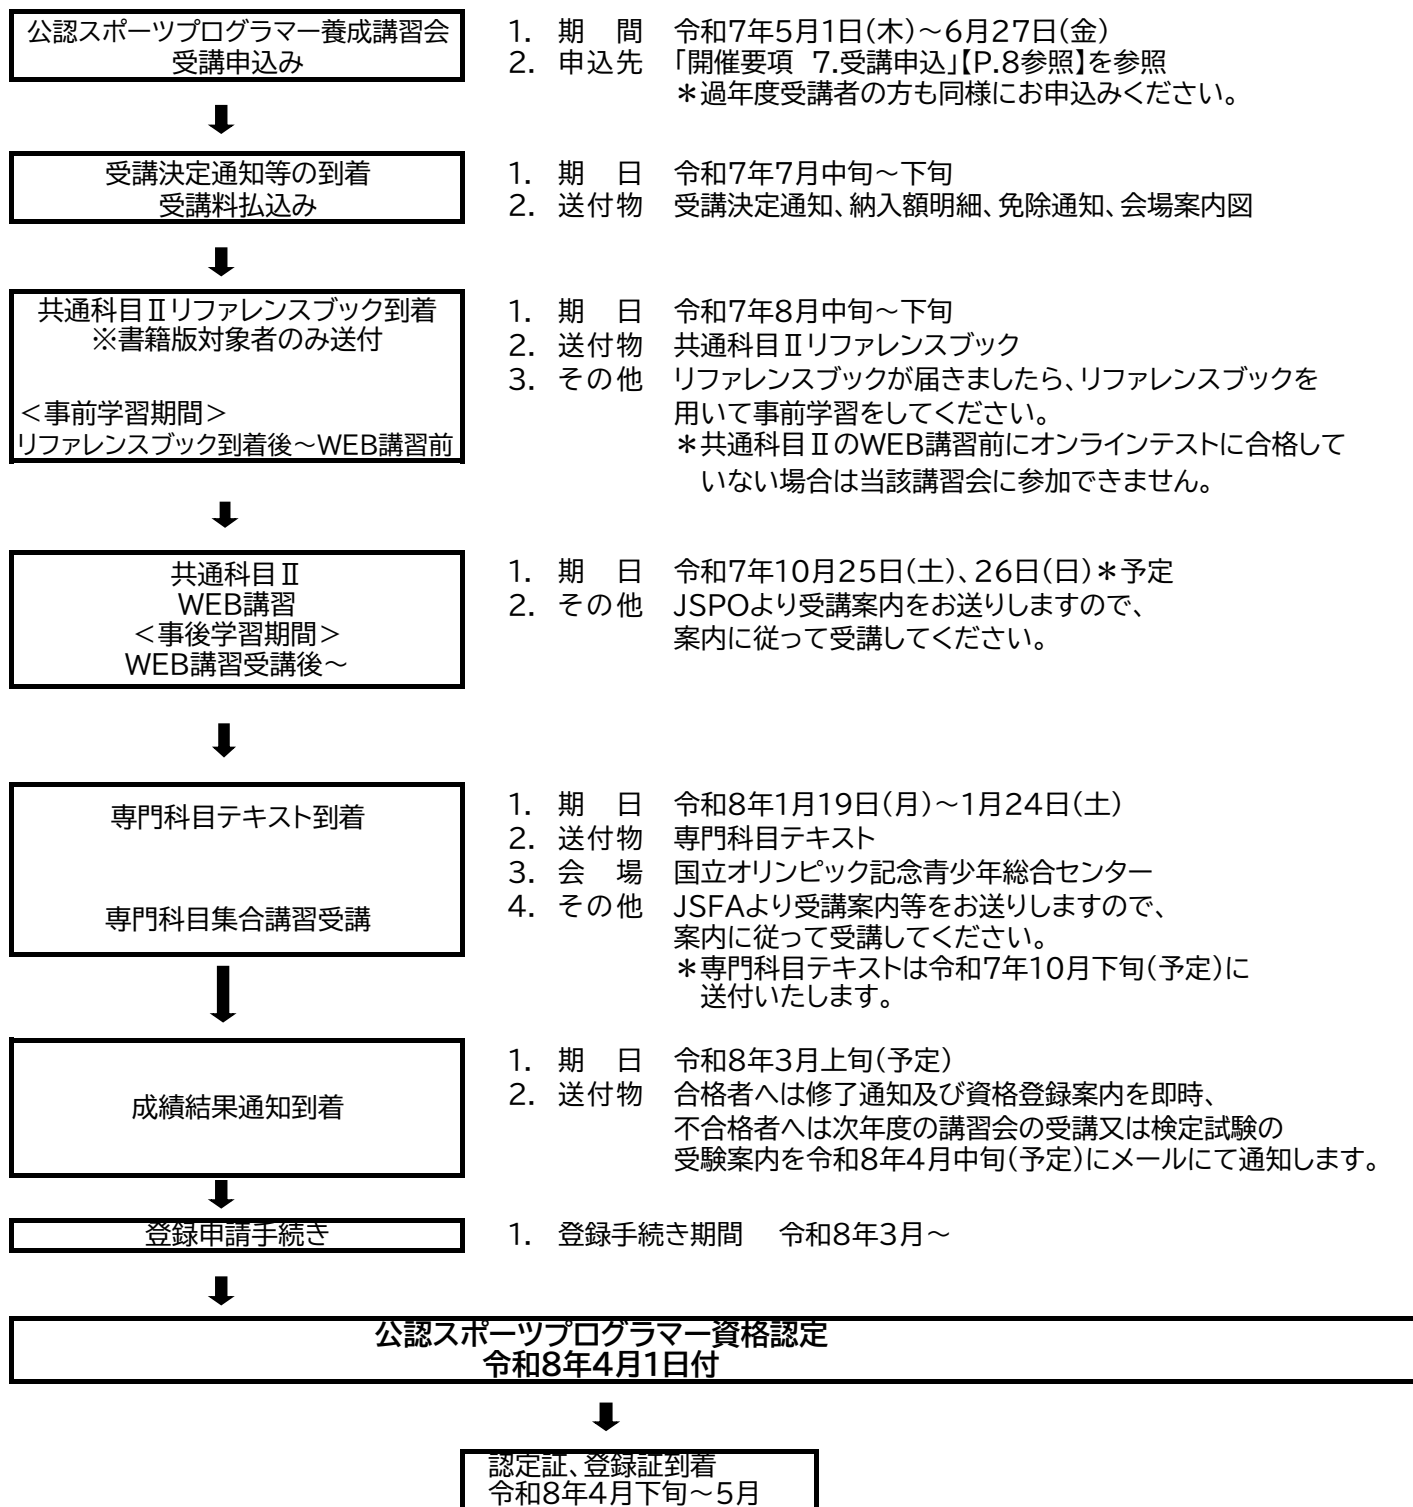 公認スポーツプログラマー養成講習会
受講申込み
1. 期　間　令和7年5月1日(木)～6月27日(金)
2. 申込先　「開催要項 7.受講申込」【P.8参照】を参照
＊過年度受講者の方も同様にお申込みください。
受講決定通知等の到着
受講料払込み
1. 期　日　令和7年7月中旬～下旬
2. 送付物　受講決定通知、納入額明細、免除通知、会場案内図
共通科目Ⅱリファレンスブック到着
※書籍版対象者のみ送付
＜事前学習期間＞
リファレンスブック到着後～WEB講習前
1. 期　日　令和7年8月中旬～下旬
2. 送付物　共通科目Ⅱリファレンスブック
3. その他　リファレンスブックが届きましたら、リファレンスブックを
用いて事前学習をしてください。
＊共通科目ⅡのWEB講習前にオンラインテストに合格して
いない場合は当該講習会に参加できません。
共通科目Ⅱ
WEB講習
＜事後学習期間＞
WEB講習受講後～
1. 期　日　令和7年10月25日(土)、26日(日)＊予定
2. その他　JSPOより受講案内をお送りしますので、
案内に従って受講してください。
専門科目テキスト到着
専門科目集合講習受講
1. 期　日　令和8年1月19日(月)～1月24日(土)
2. 送付物　専門科目テキスト
3. 会　場　国立オリンピック記念青少年総合センター
4. その他　JSFAより受講案内等をお送りしますので、
案内に従って受講してください。
＊専門科目テキストは令和7年10月下旬(予定)に
送付いたします。
成績結果通知到着
1. 期　日　令和8年3月上旬(予定)
2. 送付物　合格者へは修了通知及び資格登録案内を即時、
不合格者へは次年度の講習会の受講又は検定試験の
受験案内を令和8年4月中旬(予定)にメールにて通知します。
登録申請手続き
1. 登録手続き期間　令和8年3月～
公認スポーツプログラマー資格認定
令和8年4月1日付
認定証、登録証到着
令和8年4月下旬～5月